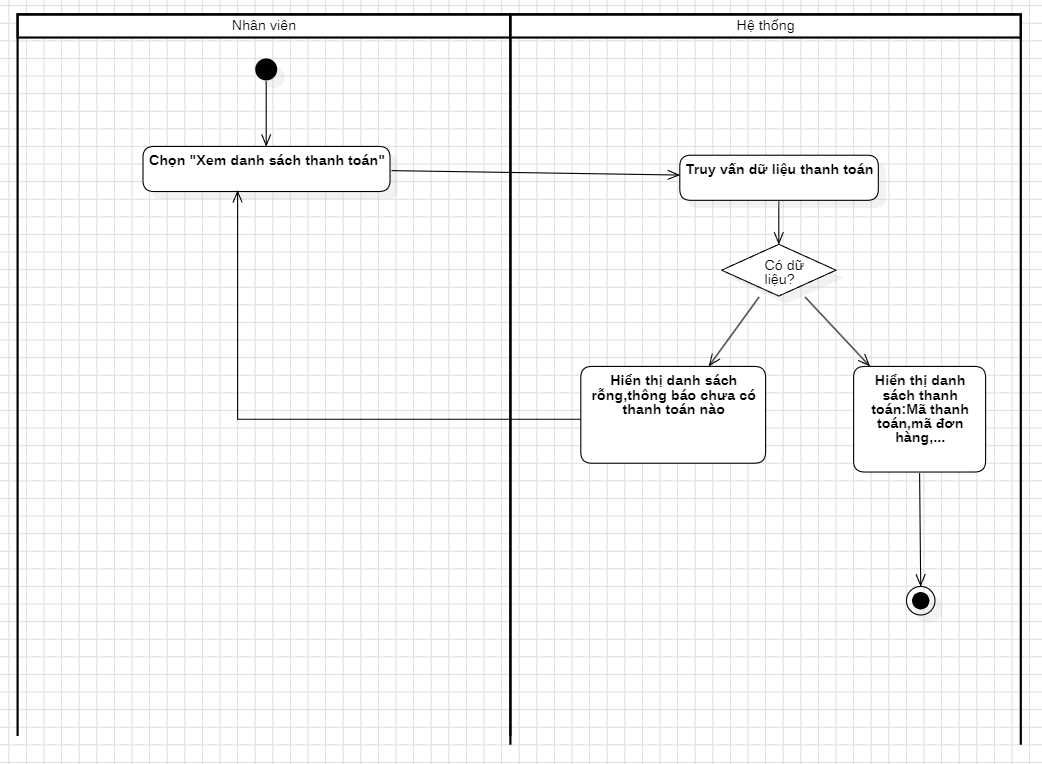 Nhân viên
Hệ thống
Chọn "Xem danh sách thanh toán"
Truy vấn dữ liệu thanh toán
Có dữ
liệu?
Hiển thị danh sách
rỗng,thông báo chưa có
thanh toán nào
Hiển thị danh
sách thanh
toán:Mã thanh
toán,mã đơn
hàng,...